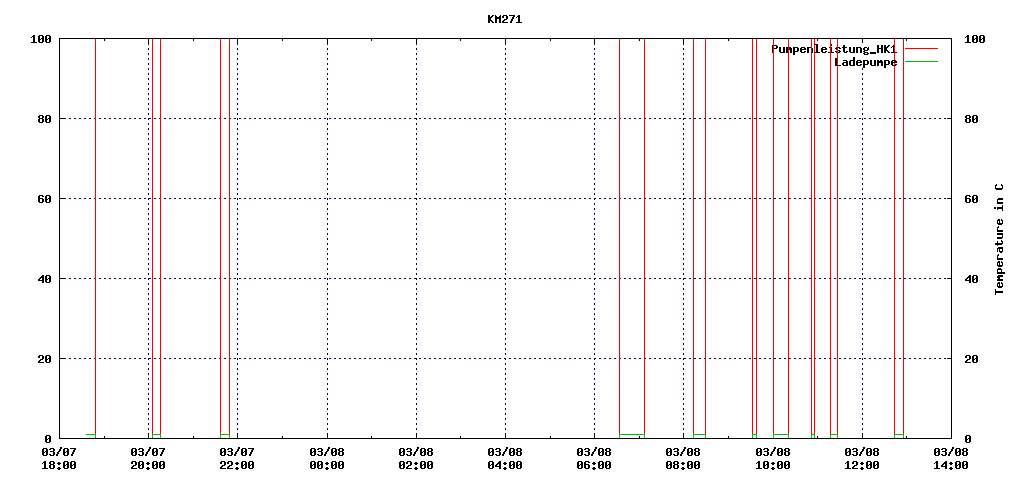 KM271
100 100
Pumpenleistung_HK1
Ladepumpe
80 80
60 60
Temperature in C
40 40
20 20
0 0
03/07 03/07 03/07 03/08 03/08 03/08 03/08 03/08 03/08 03/08 03/08
18:00 20:00 22:00 00:00 02:00 04:00 06:00 08:00 10:00 12:00 14:00